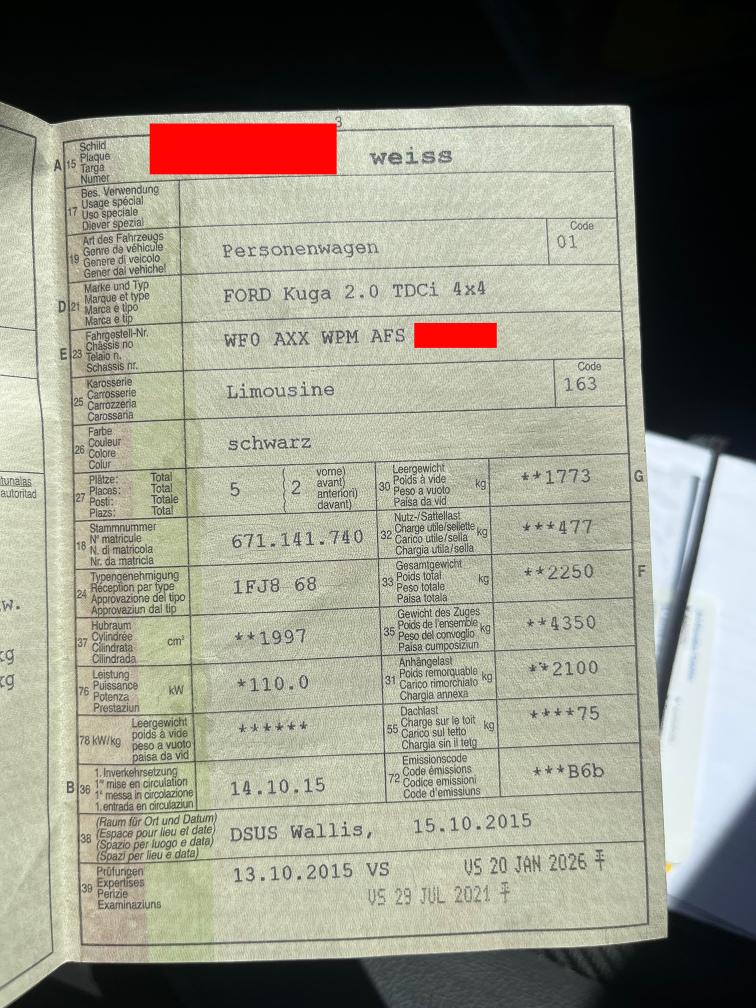 3
A 15 Schild
Plaque
Targa
Numer
weiss
17 Bes. Verwendung
Usage spécial
Uso speciale
Diever spezial
19 Art des Fahrzeugs
Genre de véhicule
Genere di veicolo
Gener dal vehichel
Personenwagen
Code
01
D 21 Marke und Typ
Marque et type
Marca e tipo
Marca e tip
FORD Kuga 2.0 TDCi 4x4
E 23 Fahrgestell-Nr.
Châssis no
Telaio n.
Schassis nr.
WF0 AXX WPM AFS
25 Karosserie
Carrosserie
Carrozzeria
Carossaria
Limousine
Code
163
26 Farbe
Couleur
Colore
Colur
schwarz
27 Plätze: Total
Places: Total
Posti: Totale
Plazs: Total
5
2
vorne)
avant)
anteriori)
davant)
30 Leergewicht
Poids à vide
Peso a vuoto
Paisa da vid
kg
**1773
G
18 Stammnummer
N° matricule
N. di matricola
Nr. da matricla
671.141.740
32 Nutz-/Sattellast
Charge utile/sellette
Carico utile/sella
Chargia utila/sella
kg
***477
24 Typengenehmigung
Réception par type
Approvazione del tipo
Approvaziun dal tip
1FJ8 68
33 Gesamtgewicht
Poids total
Peso totale
Paisa totala
kg
**2250
F
37 Hubraum
Cylindrée
Cilindrata
Cilindrada
cm³
**1997
35 Gewicht des Zuges
Poids de l'ensemble
Peso del convoglio
Paisa cumposiziun
kg
**4350
76 Leistung
Puissance
Potenza
Prestaziun
kW
*110.0
31 Anhängelast
Poids remorquable
Carico rimorchiato
Chargia annexa
kg
**2100
78 kW/kg Leergewicht
poids à vide
peso a vuoto
paisa da vid
******
55 Dachlast
Charge sur le toit
Carico sul tetto
Chargia sin il tetg
kg
****75
B 36 1. Inverkehrsetzung
1re mise en circulation
1a messa in circolazione
1. entrada en circulaziun
14.10.15
72 Emissionscode
Code émissions
Codice emissioni
Code d'emissiuns
***B6b
38 (Raum für Ort und Datum)
(Espace pour lieu et date)
(Spazio per luogo e data)
(Spazi per lieu e data)
DSUS Wallis, 15.10.2015
39 Prüfungen
Expertises
Perizie
Examinaziuns
13.10.2015 VS
VS 20 JAN 2026
VS 29 JUL 2021
autoritad
w.
kg
kg